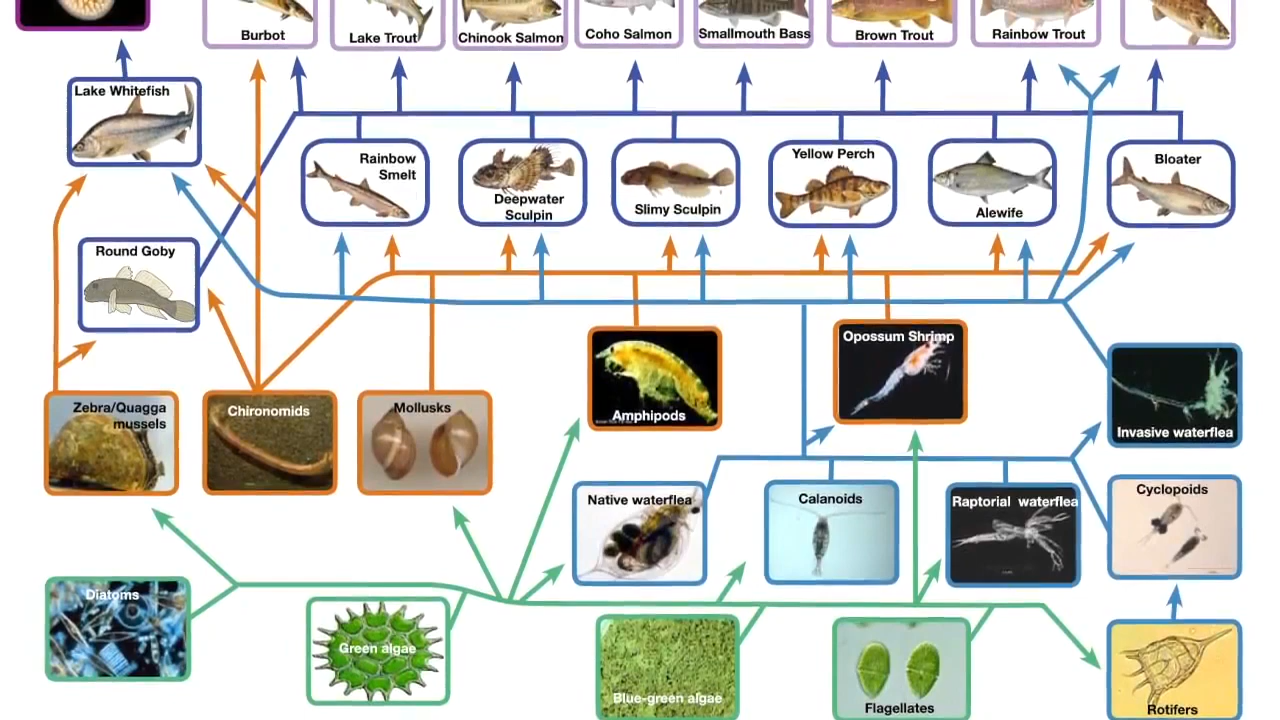 Burbot
Lake Trout
Chinook Salmon
Coho Salmon
Smallmouth Bass
Brown Trout
Rainbow Trout
Lake Whitefish
Rainbow
Smelt
Deepwater
Sculpin
Slimy Sculpin
Yellow Perch
Alewife
Bloater
Round Goby
Zebra/Quagga
mussels
Chironomids
Mollusks
Amphipods
Opossum Shrimp
Invasive waterflea
Native waterflea
Calanoids
Raptorial waterflea
Cyclopoids
Diatoms
Green algae
Blue-green algae
Flagellates
Rotifers